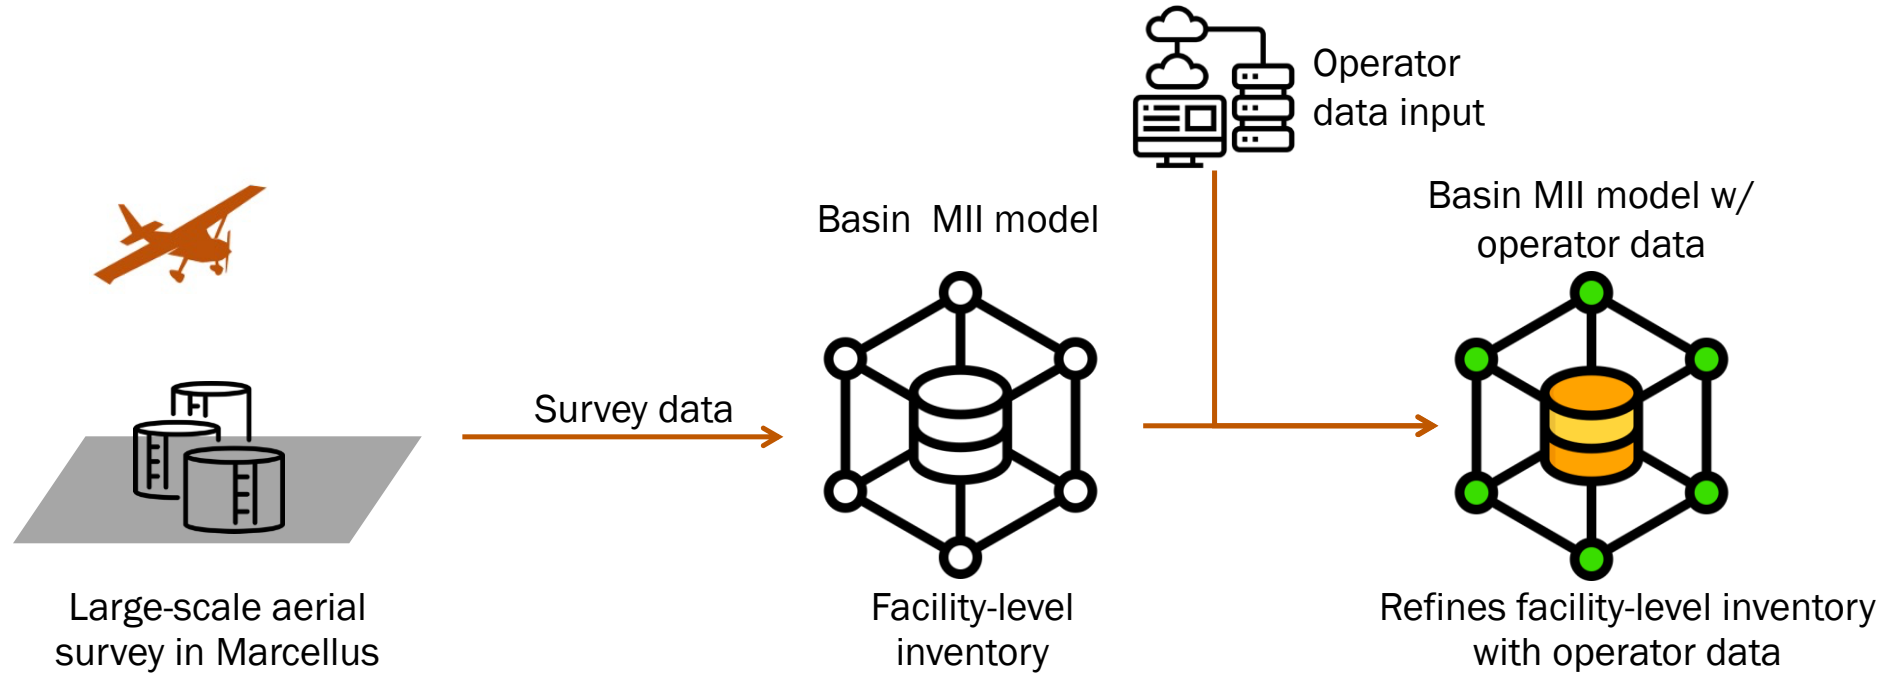 Operator
data input
Basin MII model w/
operator data
Basin MII model
Survey data
Large-scale aerial
survey in Marcellus
Facility-level
inventory
Refines facility-level inventory
with operator data